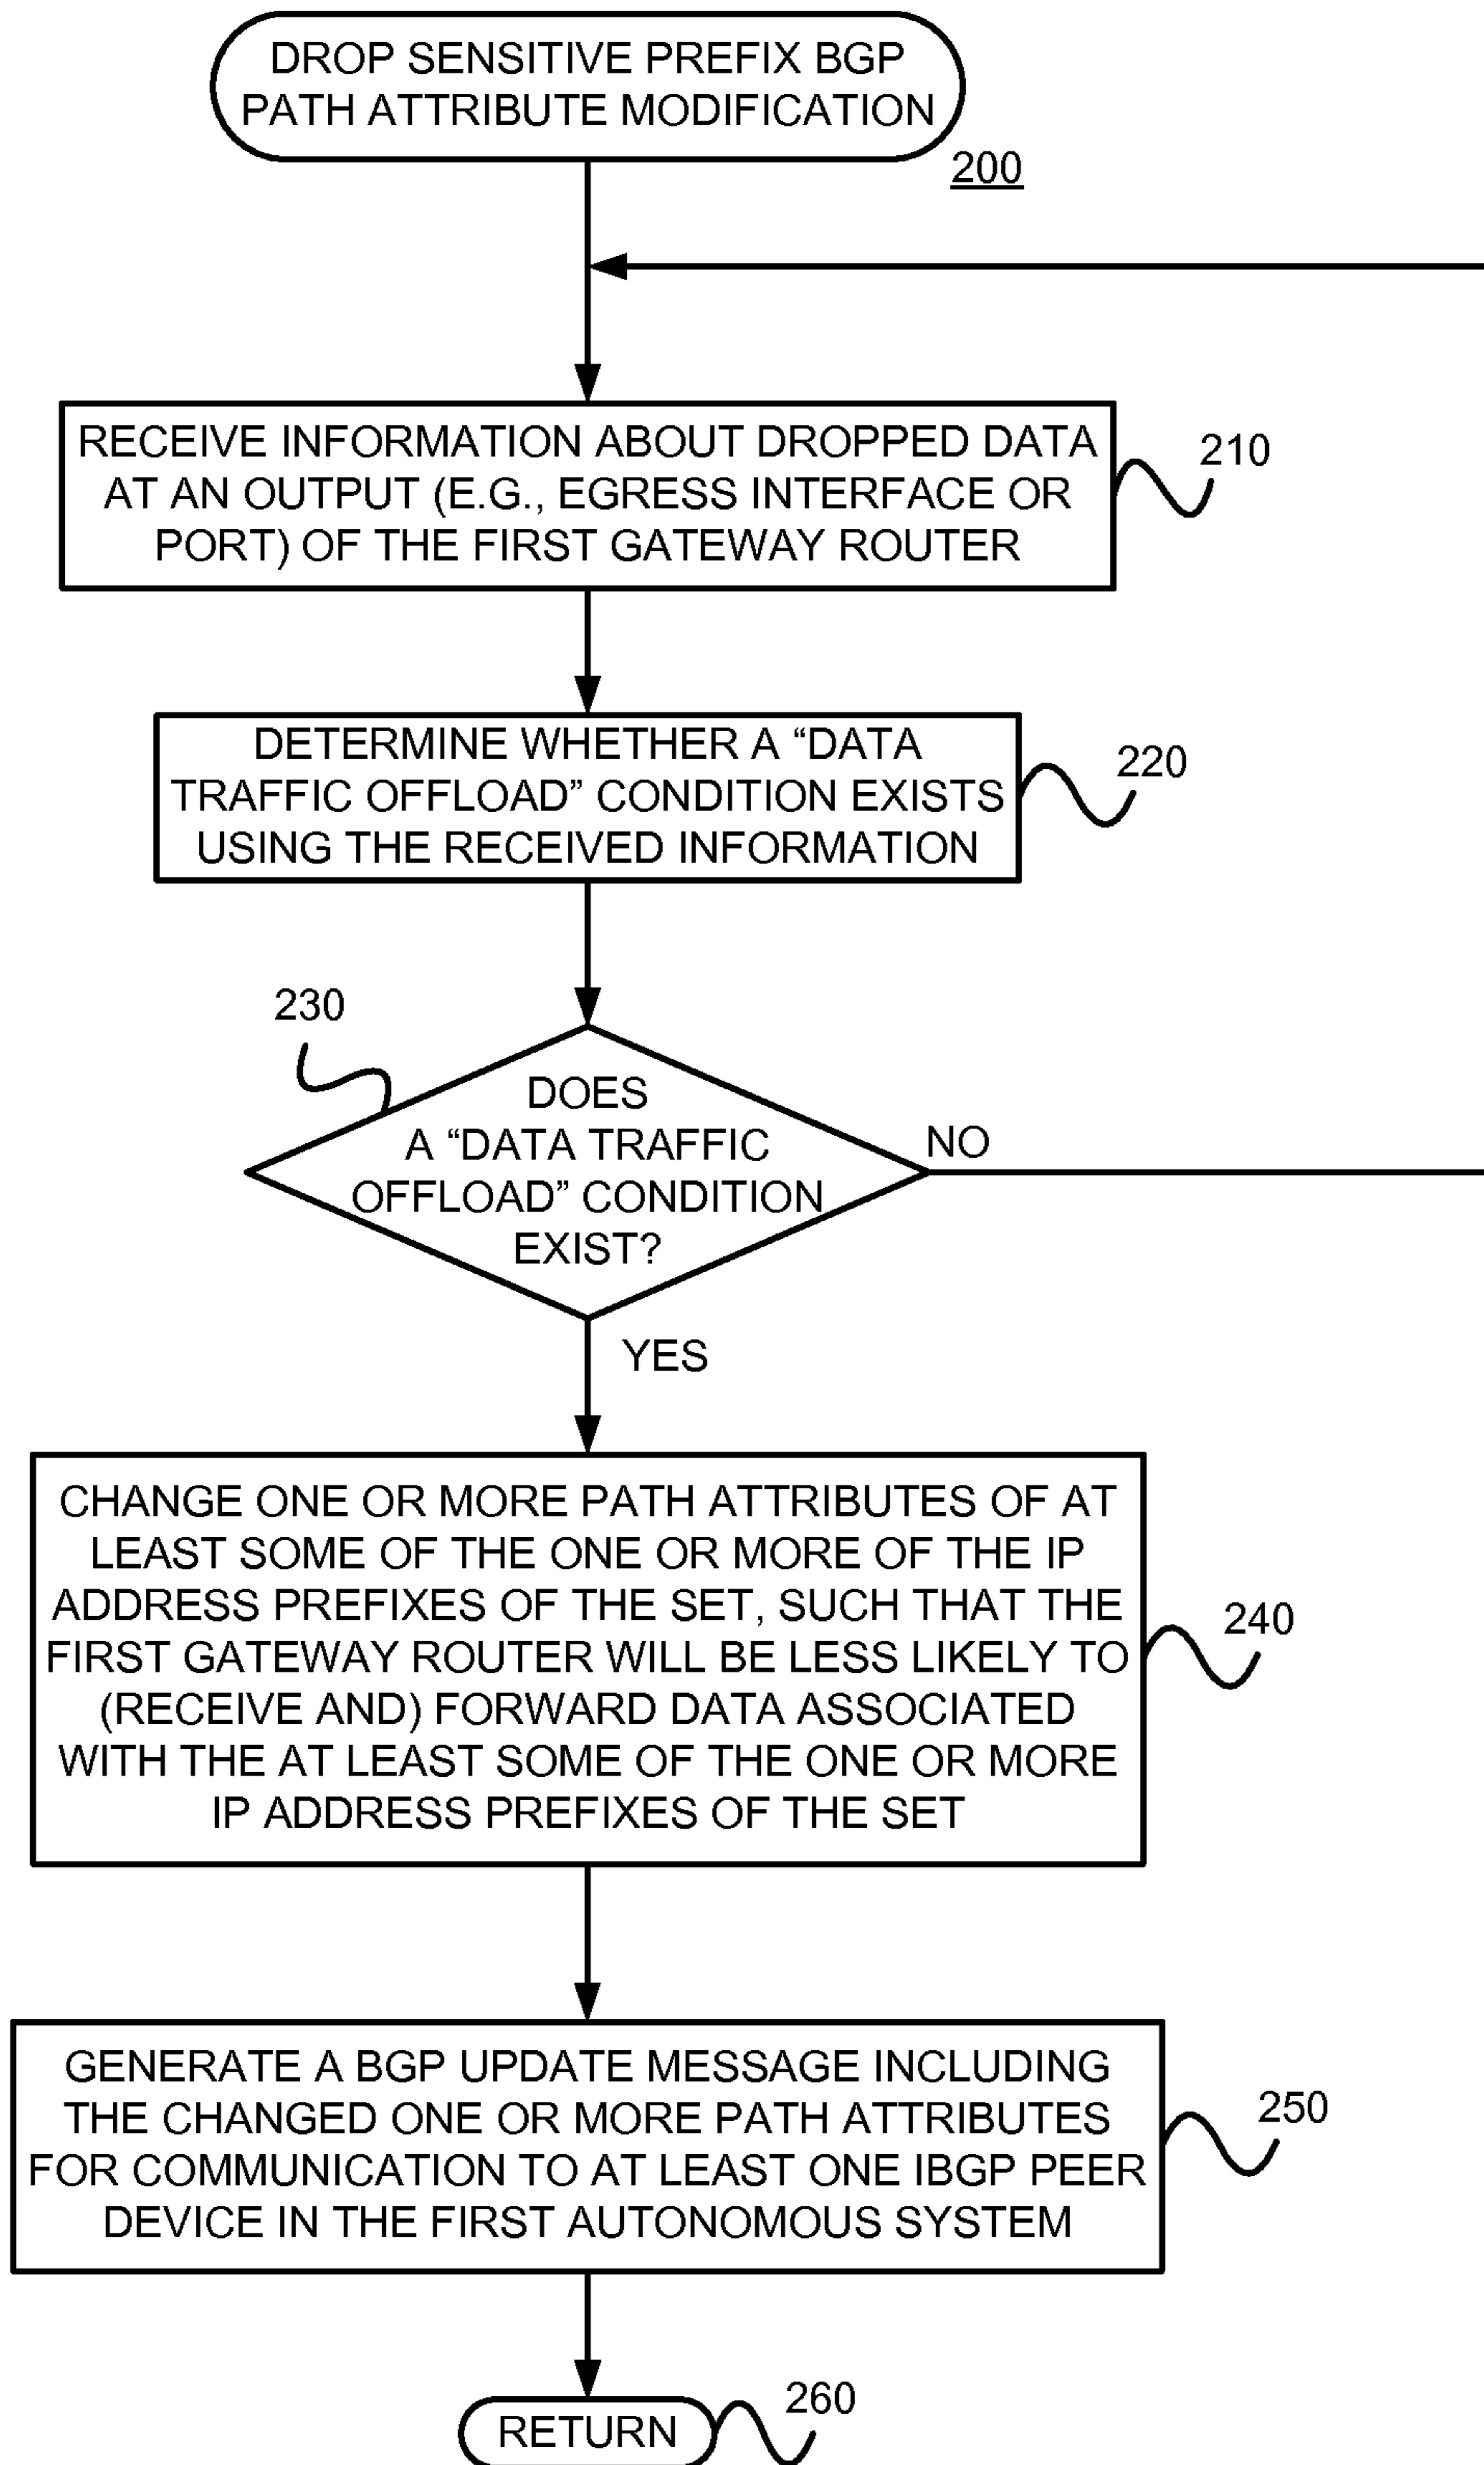 DROP SENSITIVE PREFIX BGP
PATH ATTRIBUTE MODIFICATION
200
RECEIVE INFORMATION ABOUT DROPPED DATA
AT AN OUTPUT (E.G., EGRESS INTERFACE OR
PORT) OF THE FIRST GATEWAY ROUTER
210
DETERMINE WHETHER A “DATA
TRAFFIC OFFLOAD” CONDITION EXISTS
USING THE RECEIVED INFORMATION
220
230
DOES
A “DATA TRAFFIC
OFFLOAD” CONDITION
EXIST?
NO
YES
CHANGE ONE OR MORE PATH ATTRIBUTES OF AT
LEAST SOME OF THE ONE OR MORE OF THE IP
ADDRESS PREFIXES OF THE SET, SUCH THAT THE
FIRST GATEWAY ROUTER WILL BE LESS LIKELY TO
(RECEIVE AND) FORWARD DATA ASSOCIATED
WITH THE AT LEAST SOME OF THE ONE OR MORE
IP ADDRESS PREFIXES OF THE SET
240
GENERATE A BGP UPDATE MESSAGE INCLUDING
THE CHANGED ONE OR MORE PATH ATTRIBUTES
FOR COMMUNICATION TO AT LEAST ONE IBGP PEER
DEVICE IN THE FIRST AUTONOMOUS SYSTEM
250
RETURN
260